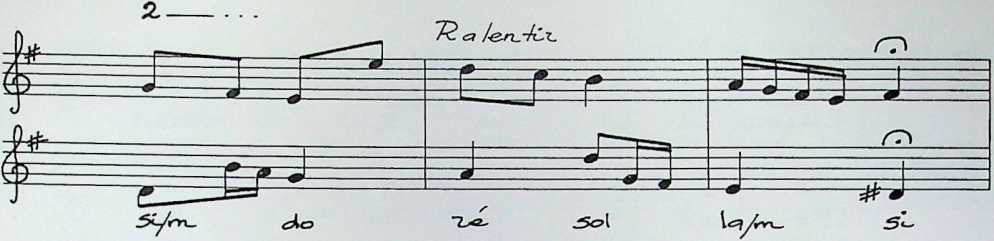 2 — ...
Ralentir
si/m do ré sol la/m si